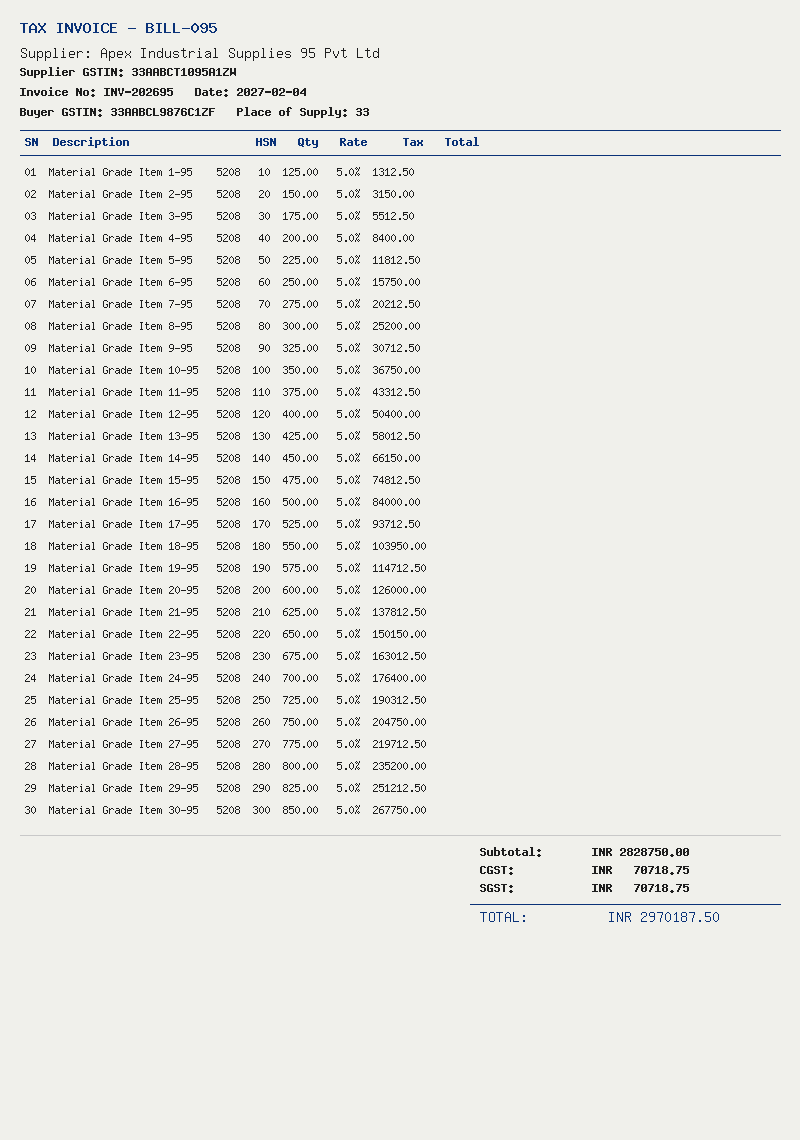 TAX INVOICE — BILL-095
Supplier: Apex Industrial Supplies 95 Pvt Ltd
Supplier GSTIN: 33AABCT1095A1ZW
Invoice No: INV-202695 Date: 2027-02-04
Buyer GSTIN: 33AABCL9876C1ZF Place of Supply: 33
SN Description HSN Qty Rate Tax Total
01 Material Grade Item 1-95 5208 10 125.00 5.0% 1312.50
02 Material Grade Item 2-95 5208 20 150.00 5.0% 3150.00
03 Material Grade Item 3-95 5208 30 175.00 5.0% 5512.50
04 Material Grade Item 4-95 5208 40 200.00 5.0% 8400.00
05 Material Grade Item 5-95 5208 50 225.00 5.0% 11812.50
06 Material Grade Item 6-95 5208 60 250.00 5.0% 15750.00
07 Material Grade Item 7-95 5208 70 275.00 5.0% 20212.50
08 Material Grade Item 8-95 5208 80 300.00 5.0% 25200.00
09 Material Grade Item 9-95 5208 90 325.00 5.0% 30712.50
10 Material Grade Item 10-95 5208 100 350.00 5.0% 36750.00
11 Material Grade Item 11-95 5208 110 375.00 5.0% 43312.50
12 Material Grade Item 12-95 5208 120 400.00 5.0% 50400.00
13 Material Grade Item 13-95 5208 130 425.00 5.0% 58012.50
14 Material Grade Item 14-95 5208 140 450.00 5.0% 66150.00
15 Material Grade Item 15-95 5208 150 475.00 5.0% 74812.50
16 Material Grade Item 16-95 5208 160 500.00 5.0% 84000.00
17 Material Grade Item 17-95 5208 170 525.00 5.0% 93712.50
18 Material Grade Item 18-95 5208 180 550.00 5.0% 103950.00
19 Material Grade Item 19-95 5208 190 575.00 5.0% 114712.50
20 Material Grade Item 20-95 5208 200 600.00 5.0% 126000.00
21 Material Grade Item 21-95 5208 210 625.00 5.0% 137812.50
22 Material Grade Item 22-95 5208 220 650.00 5.0% 150150.00
23 Material Grade Item 23-95 5208 230 675.00 5.0% 163012.50
24 Material Grade Item 24-95 5208 240 700.00 5.0% 176400.00
25 Material Grade Item 25-95 5208 250 725.00 5.0% 190312.50
26 Material Grade Item 26-95 5208 260 750.00 5.0% 204750.00
27 Material Grade Item 27-95 5208 270 775.00 5.0% 219712.50
28 Material Grade Item 28-95 5208 280 800.00 5.0% 235200.00
29 Material Grade Item 29-95 5208 290 825.00 5.0% 251212.50
30 Material Grade Item 30-95 5208 300 850.00 5.0% 267750.00
Subtotal: INR 2828750.00
CGST: INR 70718.75
SGST: INR 70718.75
TOTAL: INR 2970187.50